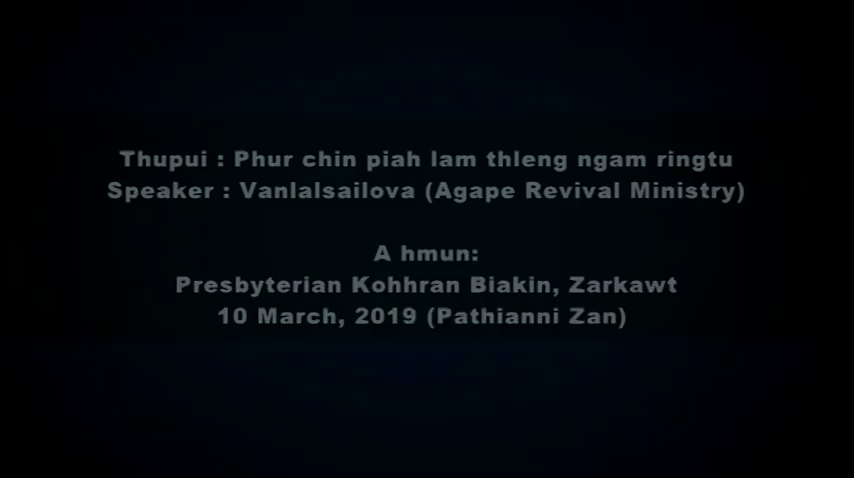 Thupui : Phur chin piah lam thleng ngam ringtu
Speaker : Vanlalsailova (Agape Revival Ministry)
A hmun:
Presbyterian Kohhran Biakin, Zarkawt
10 March, 2019 (Pathianni Zan)